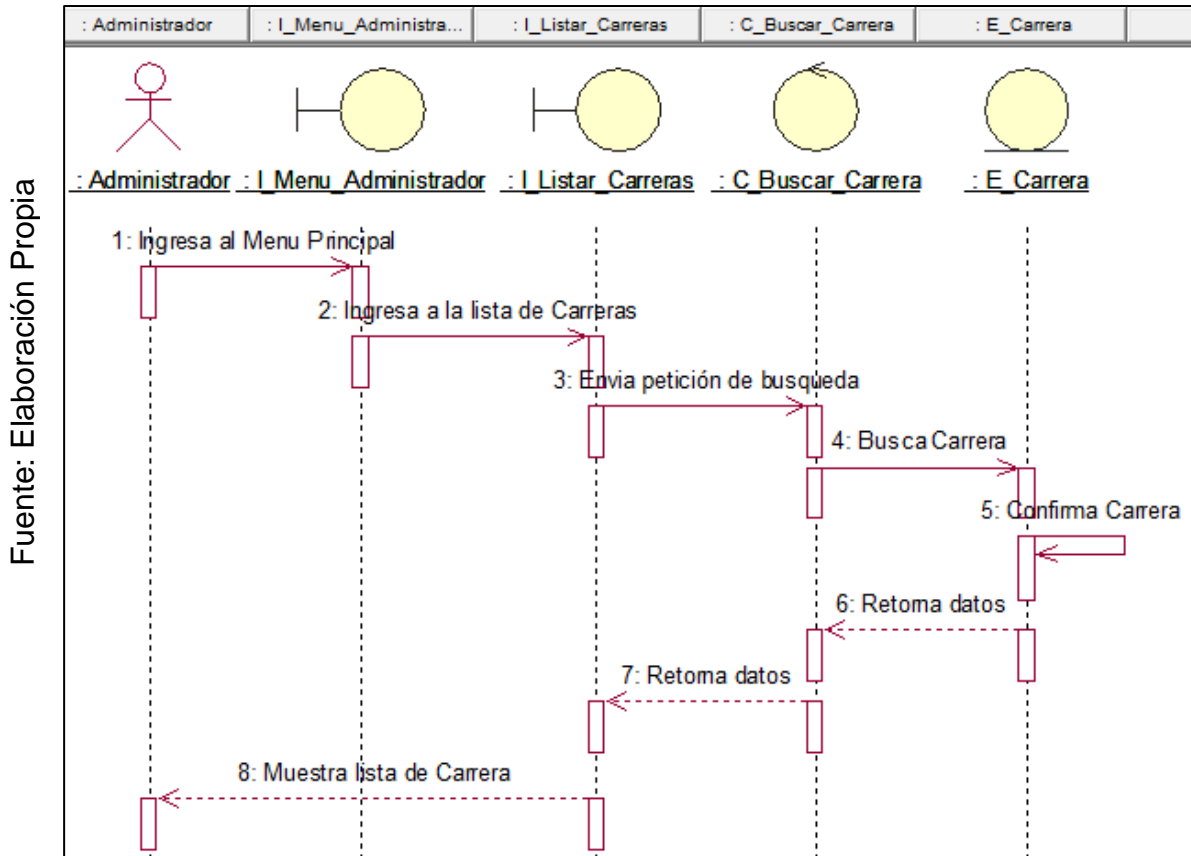 Fuente: Elaboración Propia
: Administrador
: I_Menu_Administra...
: I_Listar_Carreras
: C_Buscar_Carrera
: E_Carrera
: Administrador
: I_Menu_Administrador
: I_Listar_Carreras
: C_Buscar_Carrera
: E_Carrera
1: Ingresa al Menu Principal
2: Ingresa a la lista de Carreras
3: Envia petición de busqueda
4: Busca Carrera
5: Confirma Carrera
6: Retorna datos
7: Retorna datos
8: Muestra lista de Carrera